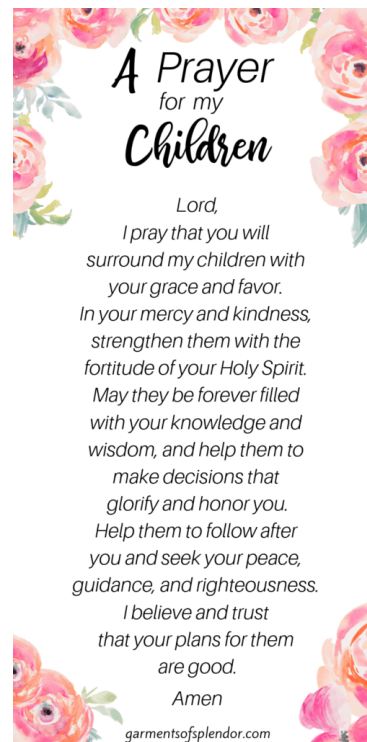 A Prayer
for my
Children
Lord,
I pray that you will
surround my children with
your grace and favor.
In your mercy and kindness,
strengthen them with the
fortitude of your Holy Spirit.
May they be forever filled
with your knowledge and
wisdom, and help them to
make decisions that
glorify and honor you.
Help them to follow after
you and seek your peace,
guidance, and righteousness.
I believe and trust
that your plans for them
are good.
Amen
garmentsofsplendor.com